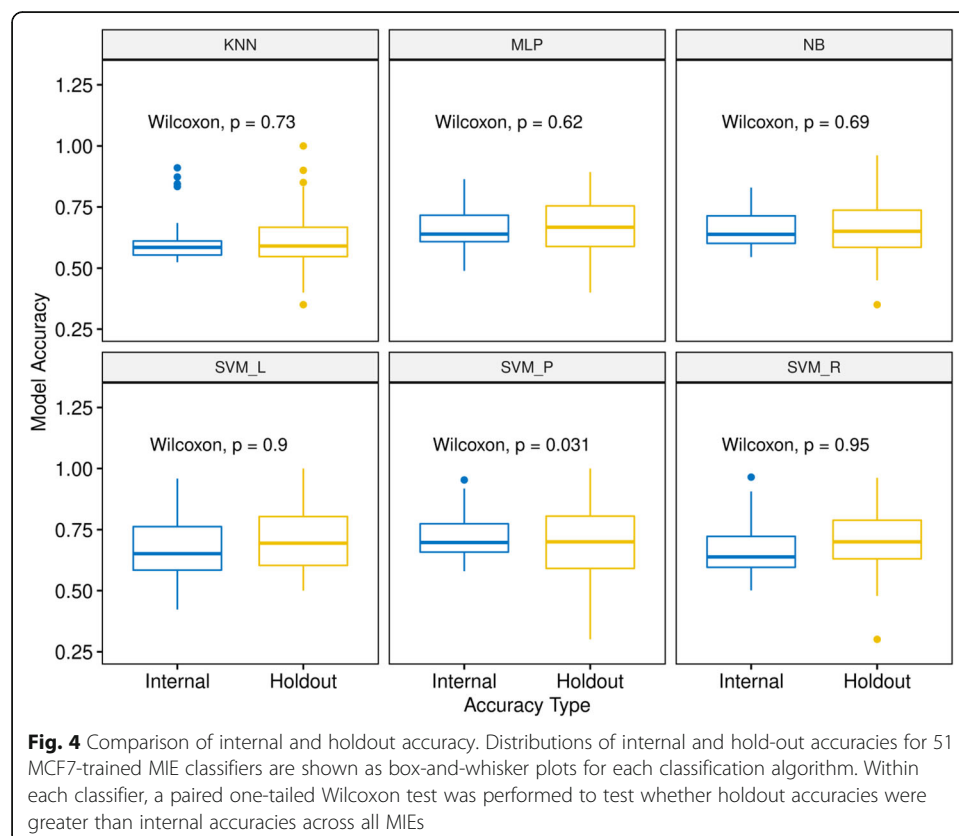 KNN MLP NB
1.25
1.00
0.75
0.50
0.25
Wilcoxon, p = 0.73
Wilcoxon, p = 0.62
Wilcoxon, p = 0.69
SVM_L SVM_P SVM_R
1.25
1.00
0.75
0.50
0.25
Wilcoxon, p = 0.9
Wilcoxon, p = 0.031
Wilcoxon, p = 0.95
Model Accuracy
Internal Holdout Internal Holdout Internal Holdout
Accuracy Type
Fig. 4 Comparison of internal and holdout accuracy. Distributions of internal and hold-out accuracies for 51
MCF7-trained MIE classifiers are shown as box-and-whisker plots for each classification algorithm. Within
each classifier, a paired one-tailed Wilcoxon test was performed to test whether holdout accuracies were
greater than internal accuracies across all MIEs